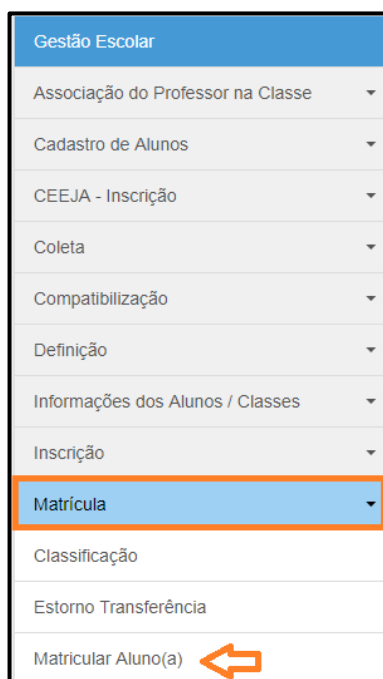 Gestão Escolar
Associação do Professor na Classe
Cadastro de Alunos
CEEJA - Inscrição
Coleta
Compatibilização
Definição
Informações dos Alunos / Classes
Inscrição
Matrícula
Classificação
Estorno Transferência
Matricular Aluno(a)